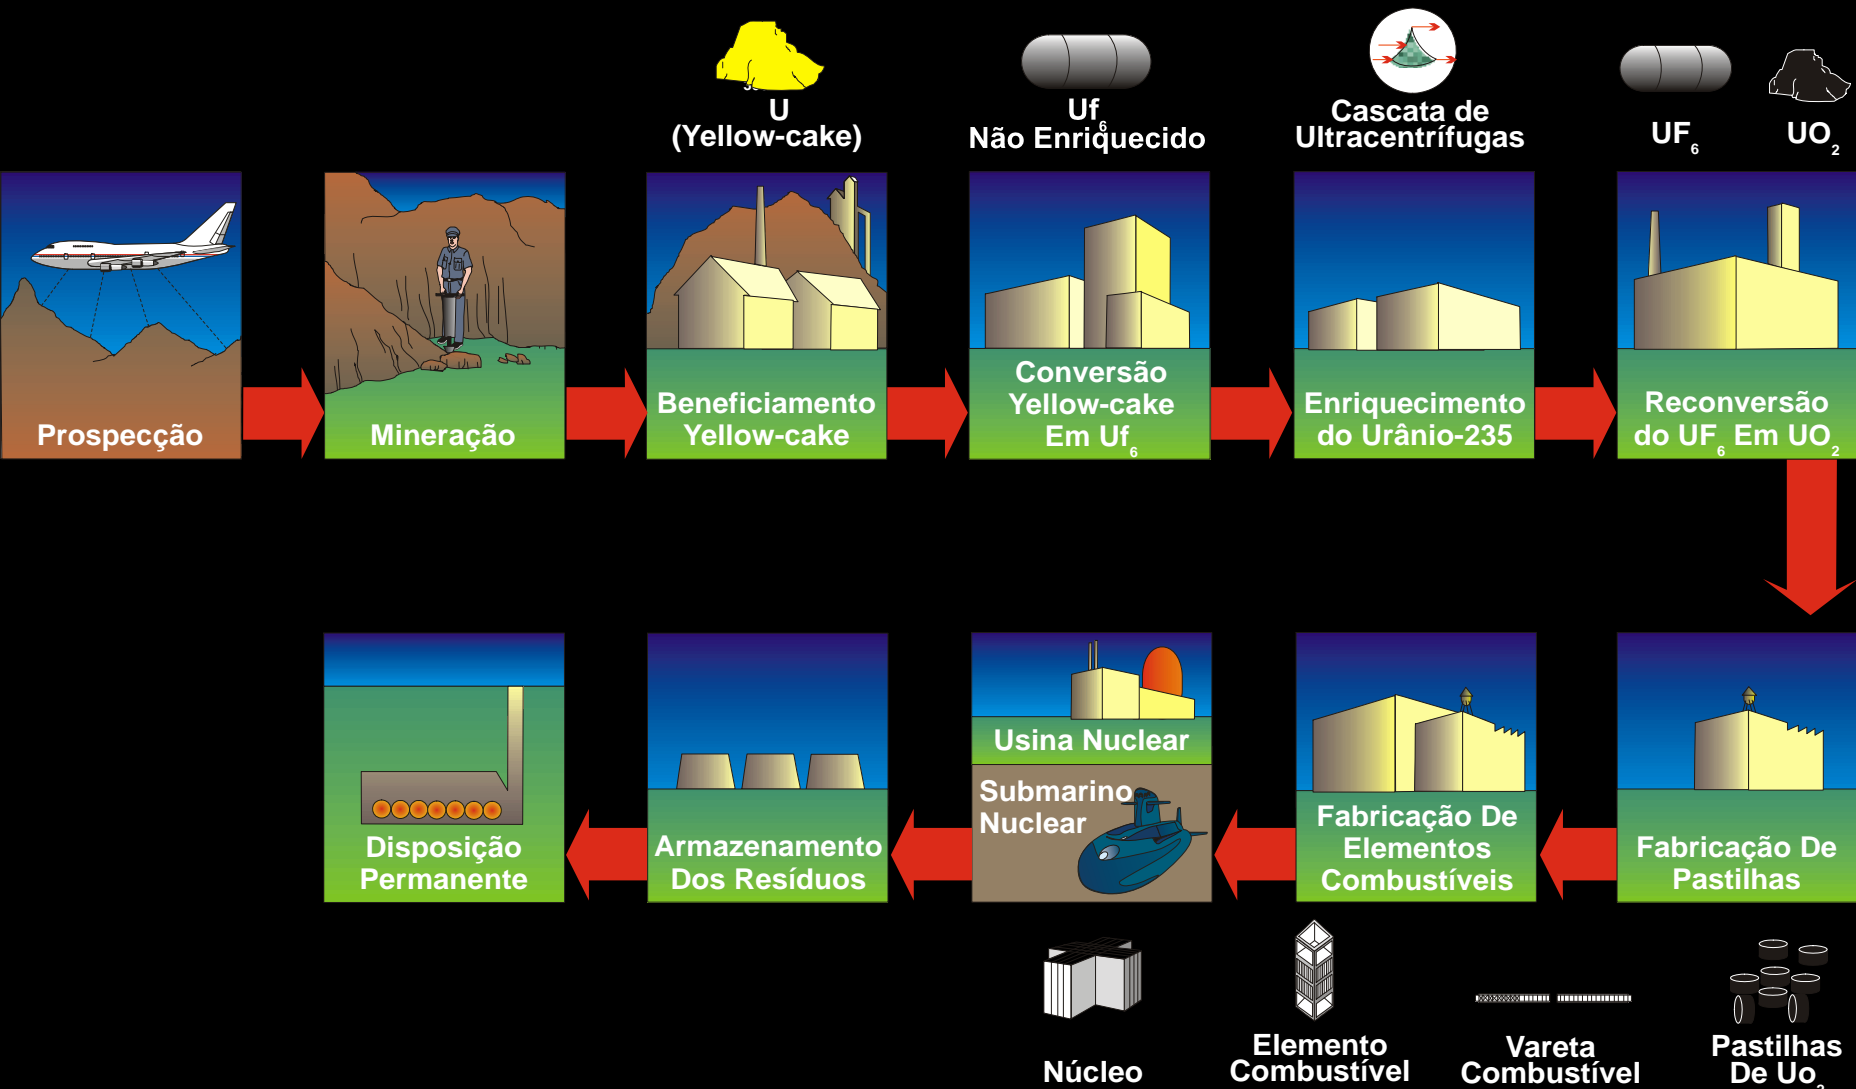 U
(Yellow-cake)
Uf6
Não Enriquecido
Cascata de
Ultracentrífugas
UF6
UO2
Prospecção
Mineração
Beneficiamento
Yellow-cake
Conversão
Yellow-cake
Em Uf6
Enriquecimento
do Urânio-235
Reconversão
do UF6 Em UO2
Disposição
Permanente
Armazenamento
Dos Resíduos
Usina Nuclear
Submarino
Nuclear
Fabricação De
Elementos
Combustíveis
Fabricação De
Pastilhas
Núcleo
Elemento
Combustível
Vareta
Combustível
Pastilhas
De Uo2